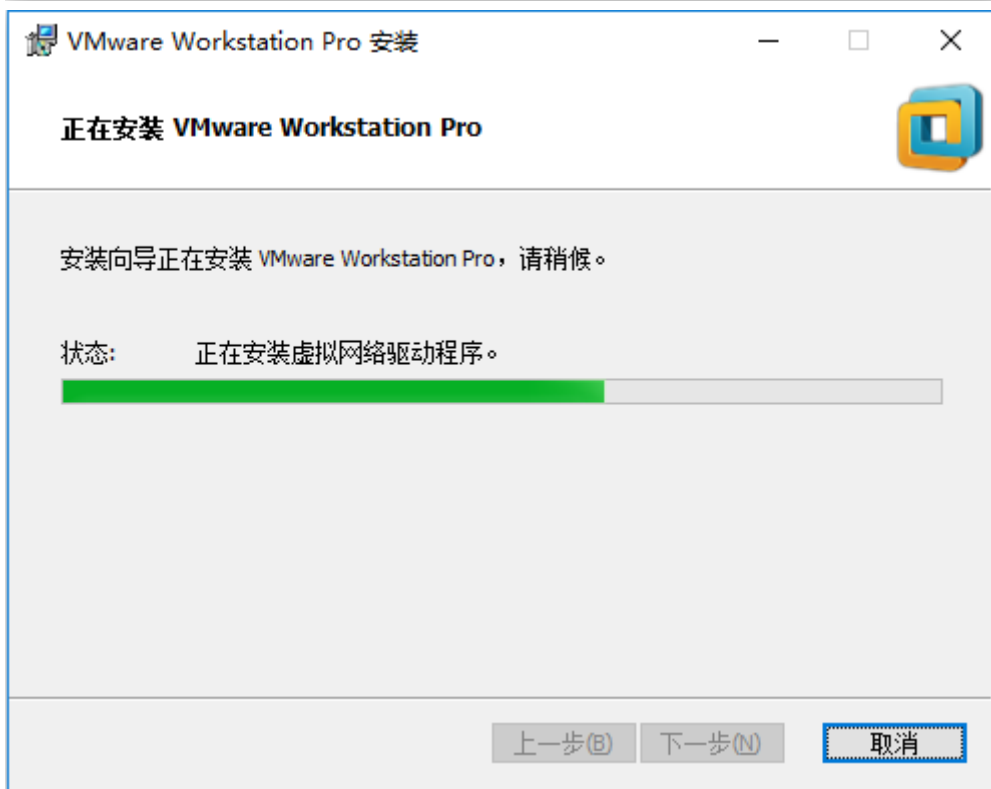 VMware Workstation Pro 安装
正在安装 VMware Workstation Pro
安装向导正在安装 VMware Workstation Pro，请稍候。
状态: 正在安装虚拟网络驱动程序。
上一步(B) 下一步(N) 取消